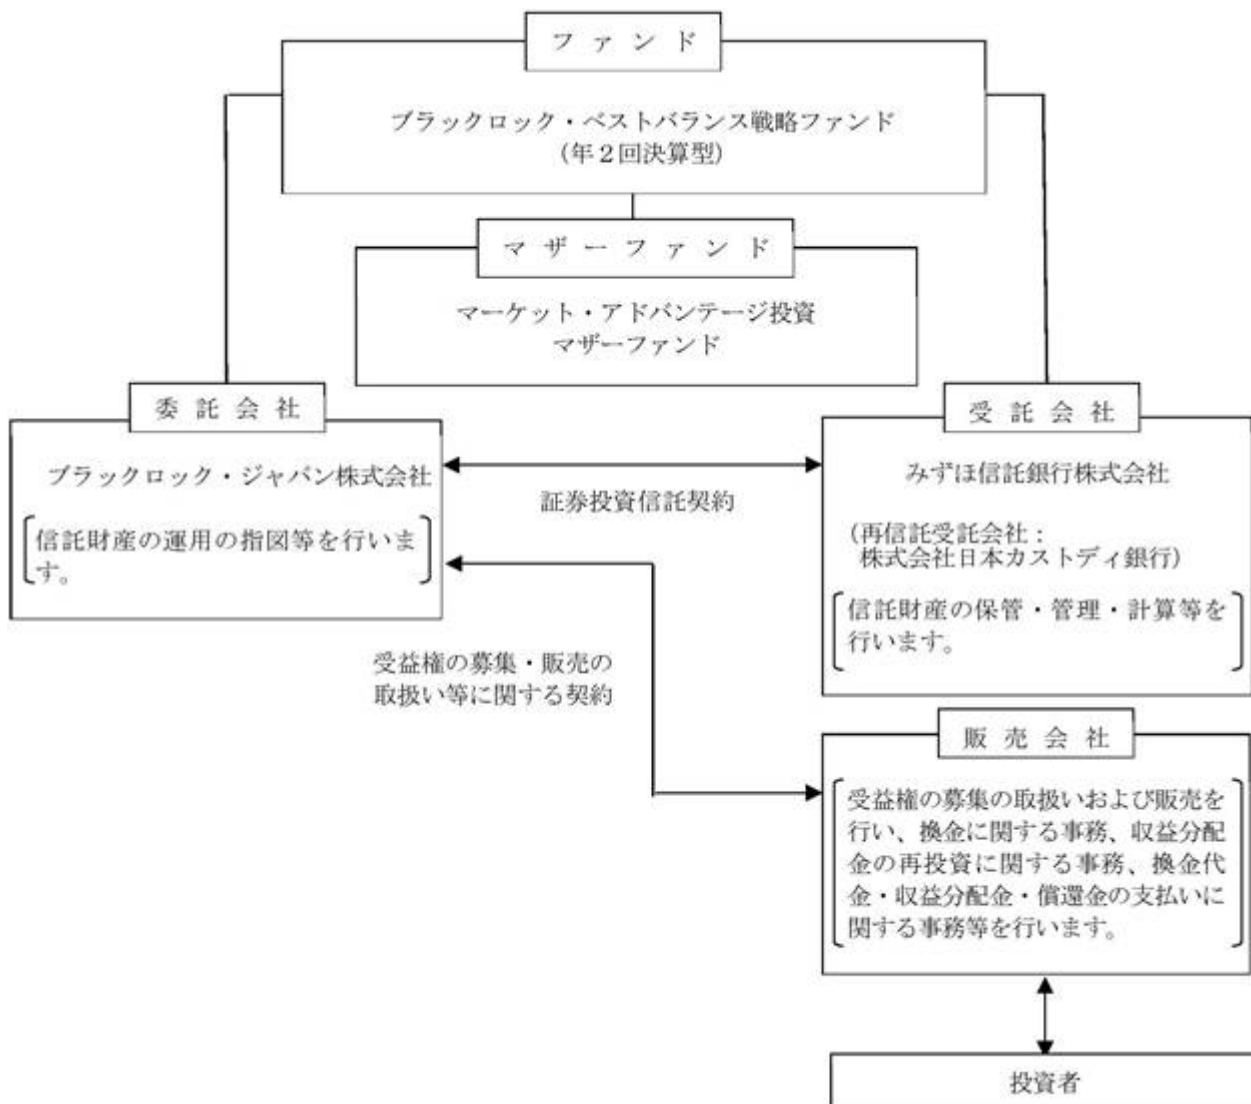 ファンド
ブラックロック・ベストバランス戦略ファンド
（年２回決算型）
マザーファンド
マーケット・アドバンテージ投資
マザーファンド
委託会社
ブラックロック・ジャパン株式会社
信託財産の運用の指図等を行いま
す。
証券投資信託契約
受託会社
みずほ信託銀行株式会社
（再信託受託会社：
株式会社日本カストディ銀行）
信託財産の保管・管理・計算等を
行います。
受益権の募集・販売の
取扱い等に関する契約
販売会社
受益権の募集の取扱いおよび販売を
行い、換金に関する事務、収益分配
金の再投資に関する事務、換金代
金・収益分配金・償還金の支払いに
関する事務等を行います。
投資者